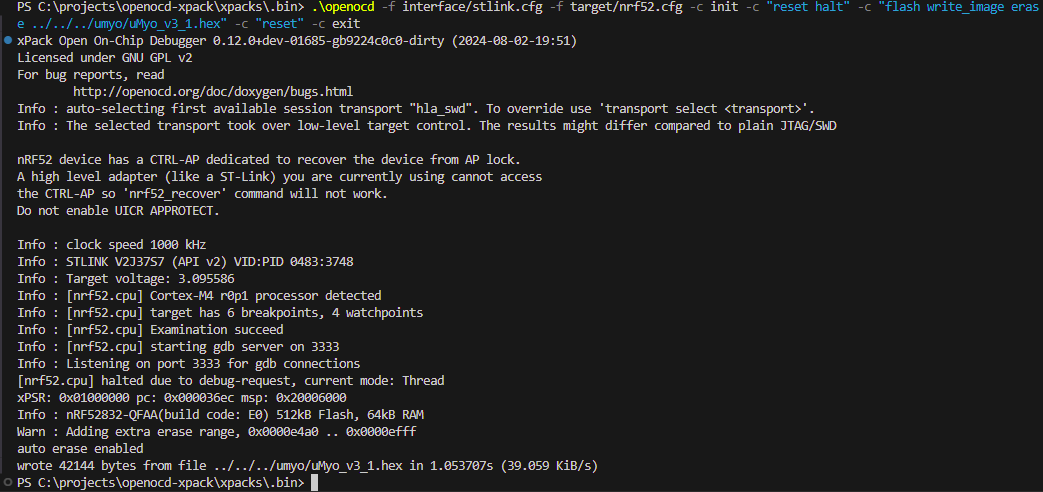 PS C:\projects\openocd-xpack\xpacks\.bin> .\openocd -f interface/stlink.cfg -f target/nrf52.cfg -c init -c "reset halt" -c "flash write_image eras
e ../../../umyo/uMyo_v3_1.hex" -c "reset" -c exit
xPack Open On-Chip Debugger 0.12.0+dev-01685-gb9224c0c0-dirty (2024-08-02-19:51)
Licensed under GNU GPL v2
For bug reports, read
http://openocd.org/doc/doxygen/bugs.html
Info : auto-selecting first available session transport "hla_swd". To override use 'transport select <transport>'.
Info : The selected transport took over low-level target control. The results might differ compared to plain JTAG/SWD
nRF52 device has a CTRL-AP dedicated to recover the device from AP lock.
A high level adapter (like a ST-Link) you are currently using cannot access
the CTRL-AP so 'nrf52_recover' command will not work.
Do not enable UICR APPROTECT.
Info : clock speed 1000 kHz
Info : STLINK V2J37S7 (API v2) VID:PID 0483:3748
Info : Target voltage: 3.095586
Info : [nrf52.cpu] Cortex-M4 r0p1 processor detected
Info : [nrf52.cpu] target has 6 breakpoints, 4 watchpoints
Info : [nrf52.cpu] Examination succeed
Info : [nrf52.cpu] starting gdb server on 3333
Info : Listening on port 3333 for gdb connections
[nrf52.cpu] halted due to debug-request, current mode: Thread
xPSR: 0x01000000 pc: 0x000036ec msp: 0x20006000
Info : nRF52832-QFAA(build code: E0) 512kB Flash, 64kB RAM
Warn : Adding extra erase range, 0x0000e4a0 .. 0x0000efff
auto erase enabled
wrote 42144 bytes from file ../../../umyo/uMyo_v3_1.hex in 1.053707s (39.059 KiB/s)
PS C:\projects\openocd-xpack\xpacks\.bin>